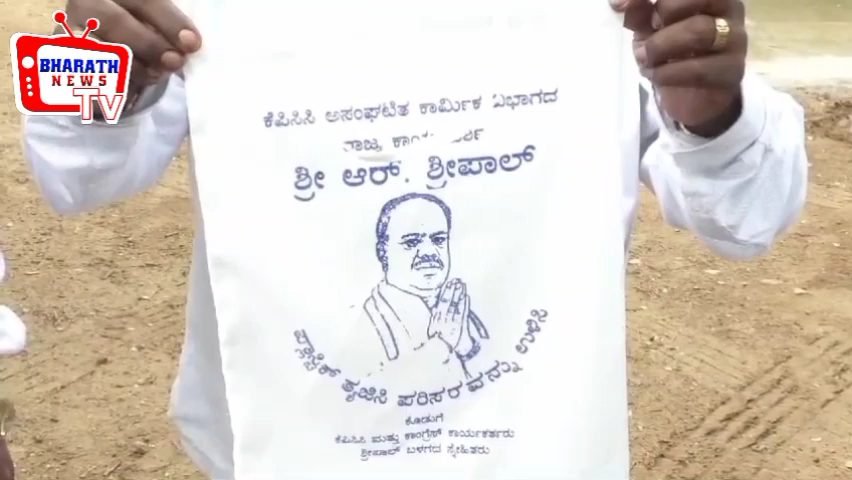 BHARATH
NEWS
TV
ಕೆಪಿಸಿಸಿ ಅಸಂಘಟಿತ ಕಾರ್ಮಿಕ ವಿಭಾಗದ
ರಾಜ್ಯ
ಶ್ರೀ ಆರ್. ಶ್ರೀಪಾಲ್
ಪ್ಲಾಸ್ಟಿಕ್ ತ್ಯಜಿಸಿ ಪರಿಸರವನ್ನು ಉಳಿಸಿ
ಕೊಡುಗೆ
ಕೆಪಿಸಿಸಿ ಮತ್ತು ಕಾಂಗ್ರೆಸ್ ಕಾರ್ಯಕರ್ತರು
ಶ್ರೀಪಾಲ್ ಬಳಗದ ಸ್ನೇಹಿತರು